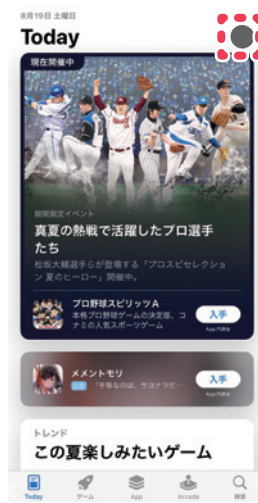 8月19日 土曜日
Today
現在開催中
期間限定イベント
真夏の熱戦で活躍したプロ選手
たち
松坂大輔選手らが登場する「プロスピセレクショ
ン 夏のヒーロー」開催中。
プロ野球スピリッツA
本格プロ野球ゲームの決定版、コ
ナミの人気スポーツゲーム
入手
App内課金
メメントモリ
「平等なのは、サヨナラだ…
入手
App内課金
トレンド
この夏楽しみたいゲーム
Today
ゲーム
App
Arcade
検索